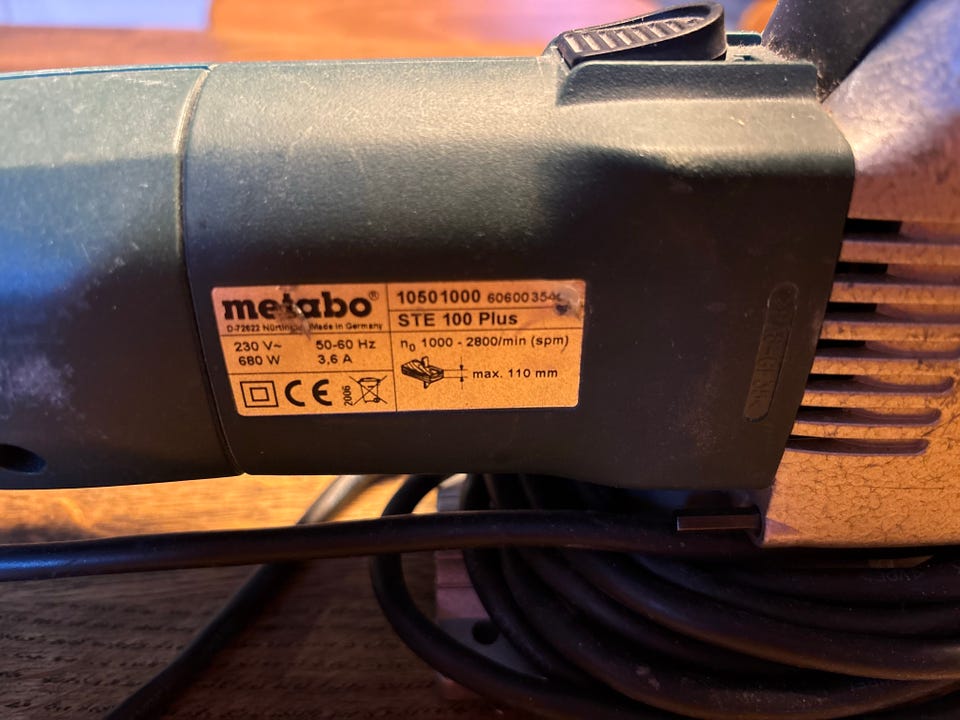 metabo®
D-72622 Nürtingen Made in Germany
230 V~ 50-60 Hz
680 W 3,6 A
CE 2006
10501000
STE 100 Plus
n₀ 1000 - 2800/min (spm)
max. 110 mm